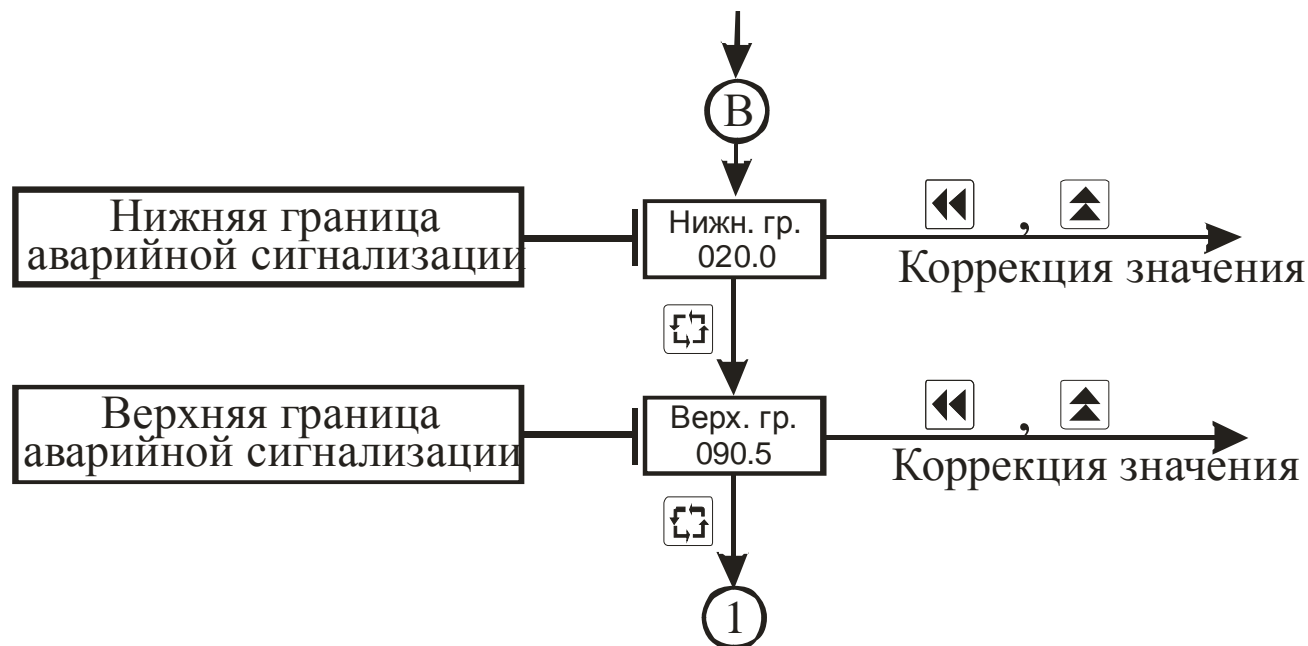 В
Нижняя граница
аварийной сигнализации
Нижн. гр.
020.0
,
Коррекция значения
Верхняя граница
аварийной сигнализации
Верх. гр.
090.5
,
Коррекция значения
1